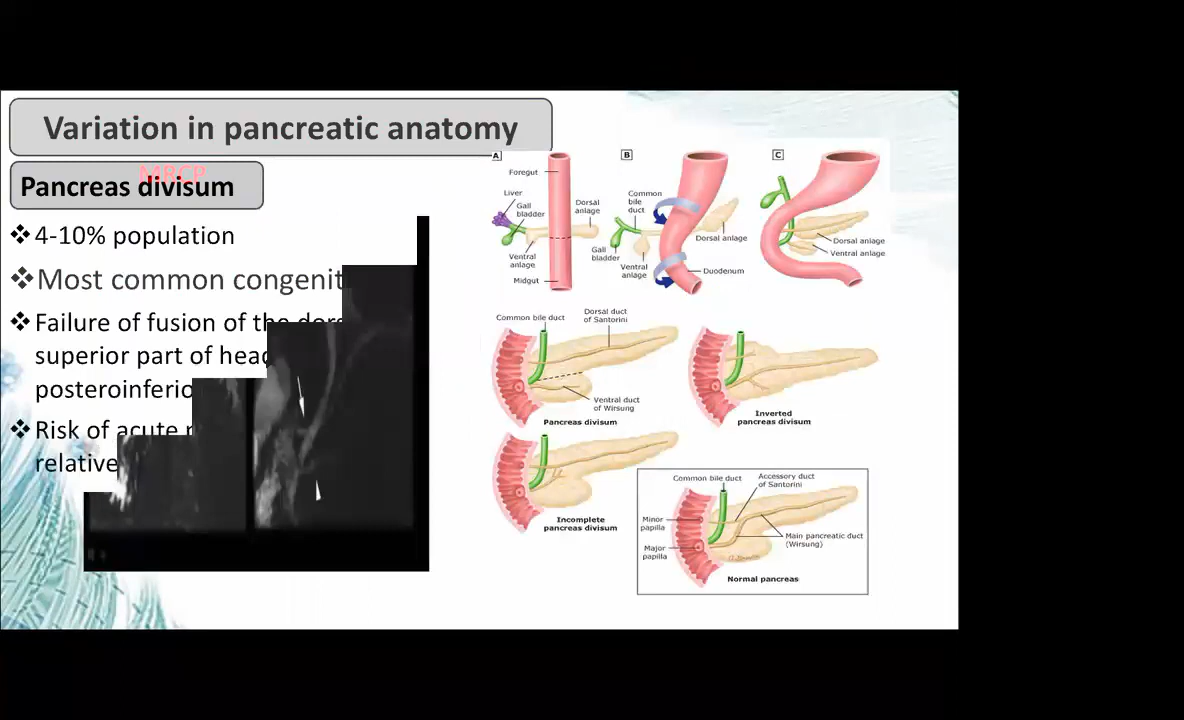 Variation in pancreatic anatomy
MRCP
Pancreas divisum
❖ 4-10% population
❖ Most common congenit
❖ Failure of fusion of the
superior part of head
posteroinferio
❖ Risk of acute
relative
A
Foregut
Liver
Gall
bladder
Dorsal
anlage
Ventral
anlage
Midgut
B
Common
bile
duct
Gall
bladder
Ventral
anlage
Dorsal anlage
Duodenum
C
Dorsal anlage
Ventral anlage
Common bile duct
Dorsal duct
of Santorini
Ventral duct
of Wirsung
Pancreas divisum
Inverted
pancreas divisum
Incomplete
pancreas divisum
Common bile duct
Accessory duct
of Santorini
Minor
papilla
Major
papilla
Main pancreatic duct
(Wirsung)
Normal pancreas